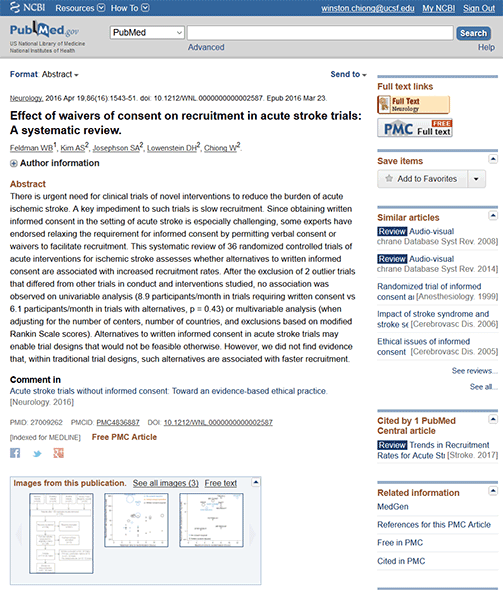 NCBI Resources How To winston.chiong@ucsf.edu My NCBI Sign Out
PubMed.gov
US National Library of Medicine
National Institutes of Health
PubMed
Search
Advanced
Help
Format: Abstract
Send to
Neurology. 2016 Apr 19;86(16):1543-51. doi: 10.1212/WNL.0000000000002587. Epub 2016 Mar 23.
Effect of waivers of consent on recruitment in acute stroke trials:
A systematic review.
Feldman WB1, Kim AS2, Josephson SA2, Lowenstein DH2, Chiong W2.
Author information
Abstract
There is urgent need for clinical trials of novel interventions to reduce the burden of acute
ischemic stroke. A key impediment to such trials is slow recruitment. Since obtaining written
informed consent in the setting of acute stroke is especially challenging, some experts have
endorsed relaxing the requirement for informed consent by permitting verbal consent or
waivers to facilitate recruitment. This systematic review of 36 randomized controlled trials of
acute interventions for ischemic stroke assesses whether alternatives to written informed
consent are associated with increased recruitment rates. After the exclusion of 2 outlier trials
that differed from other trials in conduct and interventions studied, no association was
observed on univariable analysis (8.9 participants/month in trials requiring written consent vs
6.1 participants/month in trials with alternatives, p = 0.43) or multivariable analysis (when
adjusting for the number of centers, number of countries, and exclusions based on modified
Rankin Scale scores). Alternatives to written informed consent in acute stroke trials may
enable trial designs that would not be feasible otherwise. However, we did not find evidence
that, within traditional trial designs, such alternatives are associated with faster recruitment.
Comment in
Acute stroke trials without informed consent: Toward an evidence-based ethical practice.
[Neurology. 2016]
PMID: 27009262 PMCID: PMC4836887 DOI: 10.1212/WNL.0000000000002587
[Indexed for MEDLINE] Free PMC Article
Images from this publication. See all images (3) Free text
Full text links
Full Text
Neurology
PMC FREE Full text
Save items
Add to Favorites
Similar articles
Review Audio-visual
chrane Database Syst Rev. 2008]
Review Audio-visual
chrane Database Syst Rev. 2014]
Randomized trial of informed
consent a [Anesthesiology. 1999]
Impact of stroke syndrome and
stroke s [Cerebrovasc Dis. 2006]
Ethical issues of informed
consent [Cerebrovasc Dis. 2005]
See reviews...
See all...
Cited by 1 PubMed
Central article
Review Trends in Recruitment
Rates for Acute St [Stroke. 2017]
Related information
MedGen
References for this PMC Article
Free in PMC
Cited in PMC